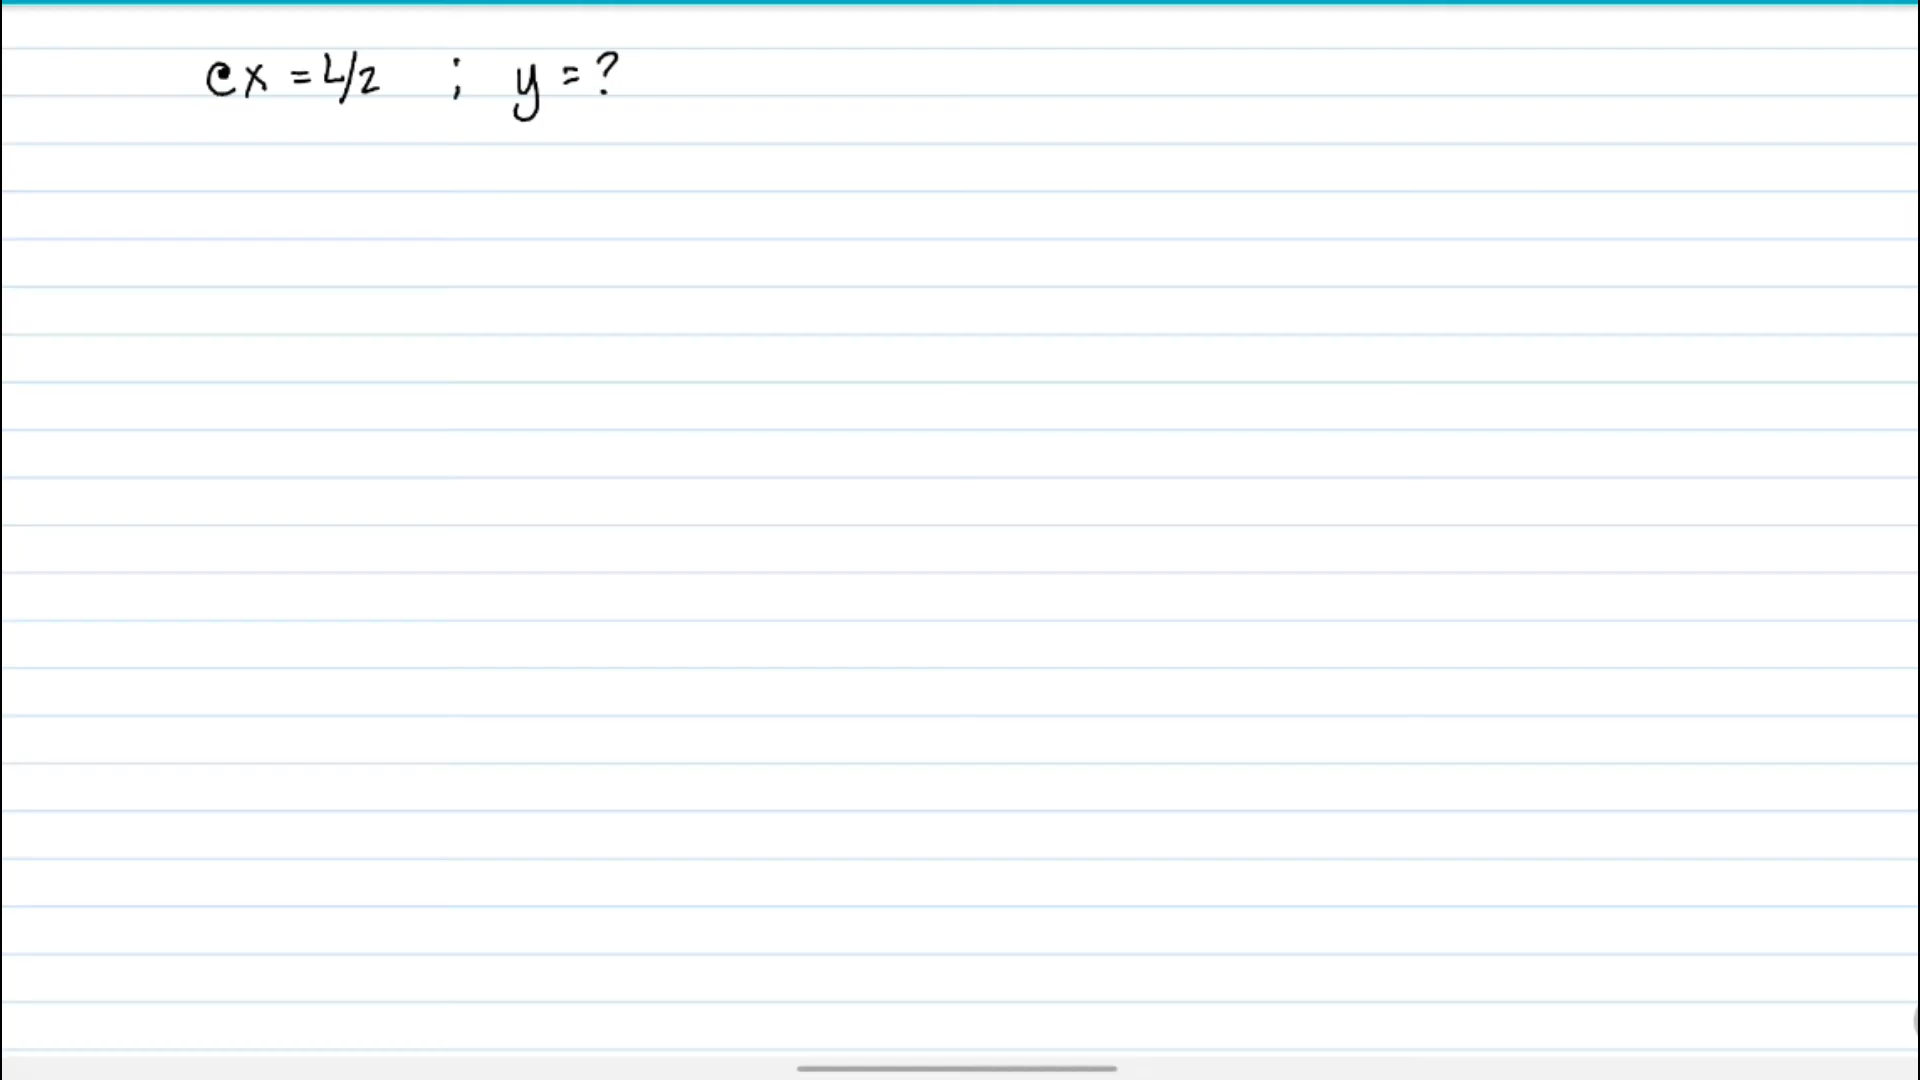 @x = L/2 ; y = ?